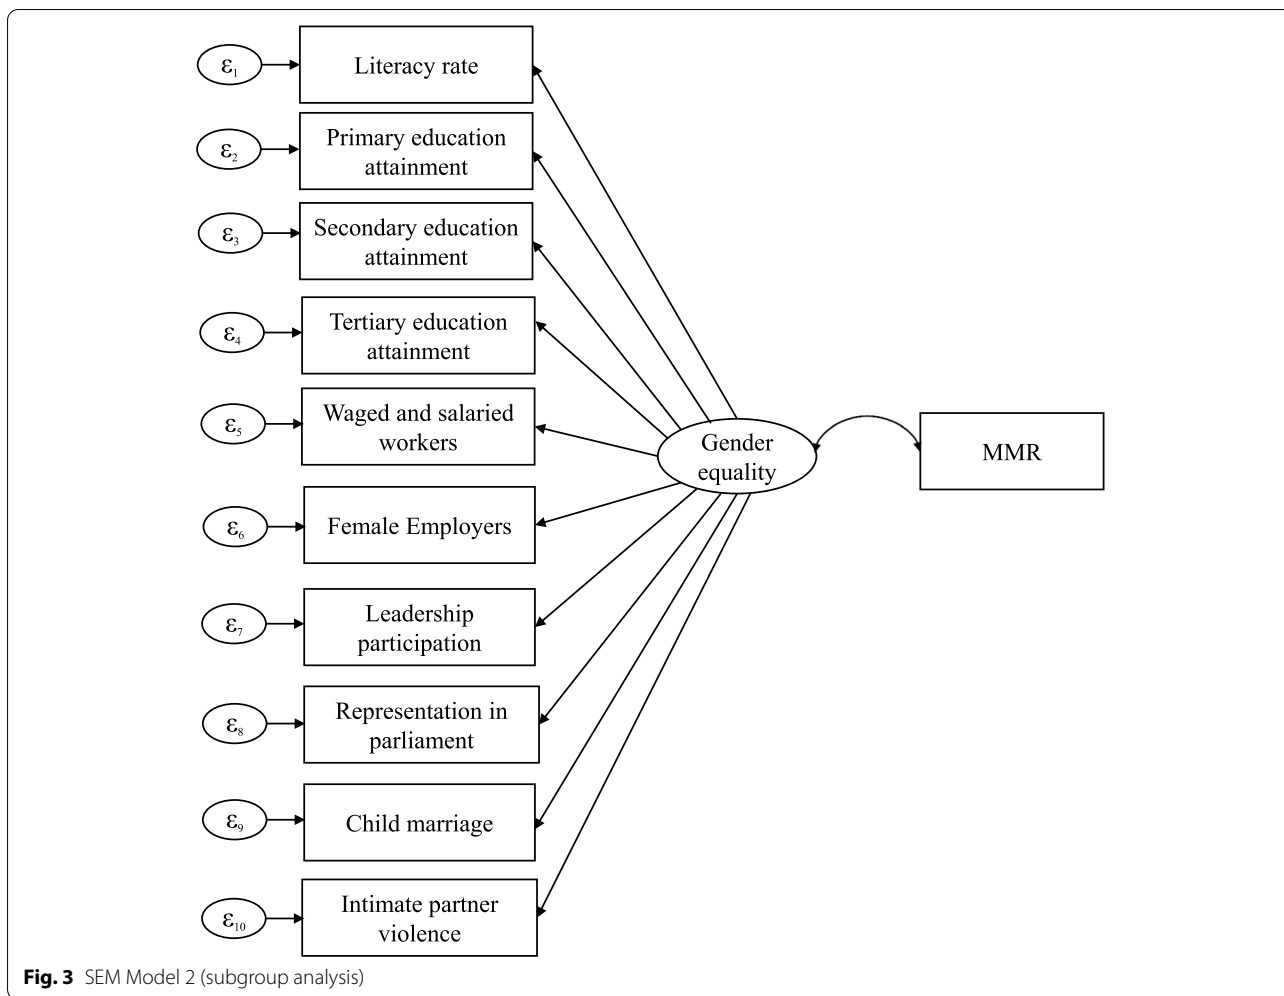 ε1
Literacy rate
ε2
Primary education
attainment
ε3
Secondary education
attainment
ε4
Tertiary education
attainment
ε5
Waged and salaried
workers
ε6
Female Employers
ε7
Leadership
participation
ε8
Representation in
parliament
ε9
Child marriage
ε10
Intimate partner
violence
Gender
equality
MMR
Fig. 3 SEM Model 2 (subgroup analysis)